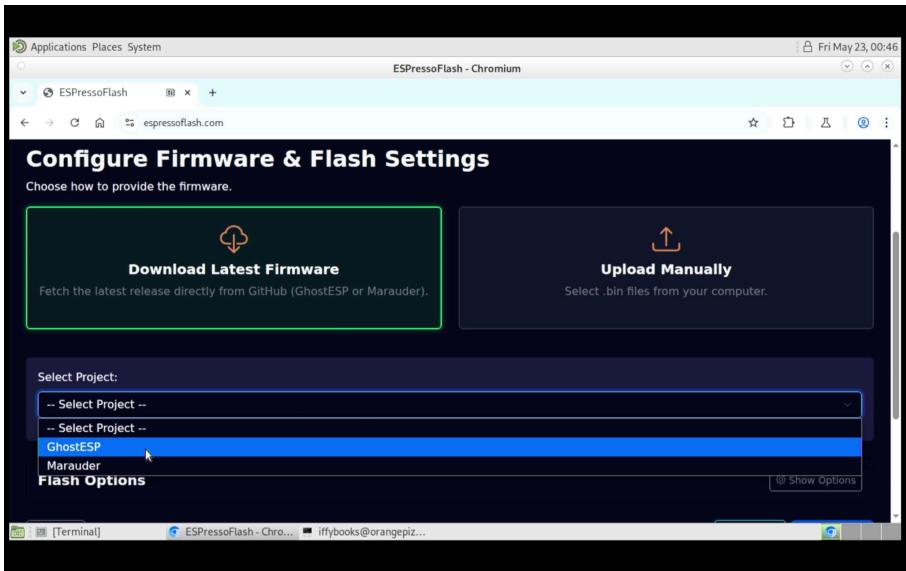 Applications Places System
Fri May 23, 00:46
ESPressoFlash - Chromium
ESPressoFlash
espressoflash.com
Configure Firmware & Flash Settings
Choose how to provide the firmware.
Download Latest Firmware
Fetch the latest release directly from GitHub (GhostESP or Marauder).
Upload Manually
Select .bin files from your computer.
Select Project:
-- Select Project --
-- Select Project --
GhostESP
Marauder
Flash Options
Show Options
[Terminal]
ESPressoFlash - Chro...
iffybooks@orangepiz...